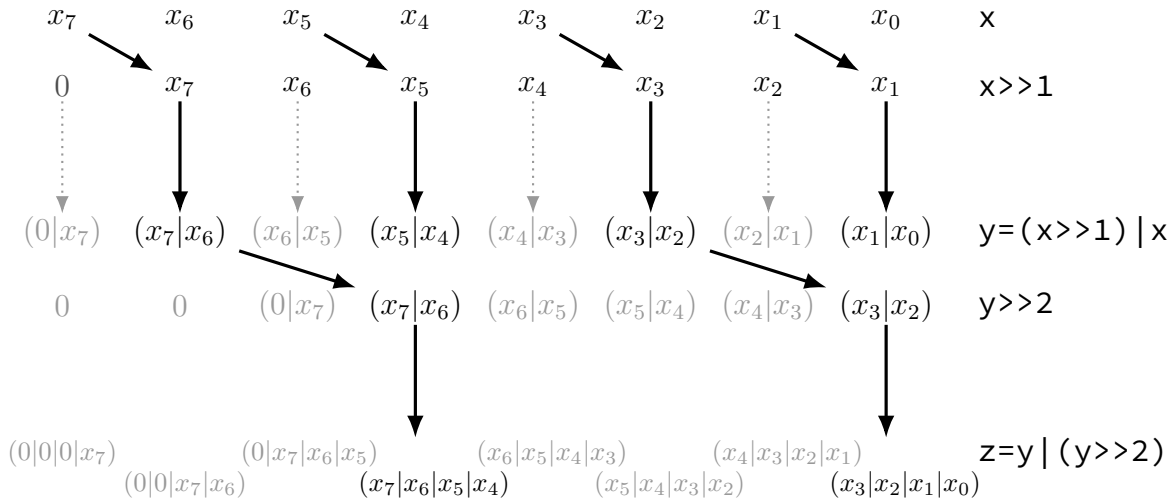 x₇ x₆ x₅ x₄ x₃ x₂ x₁ x₀ x
0 x₇ x₆ x₅ x₄ x₃ x₂ x₁ x>>1
(0|x₇) (x₇|x₆) (x₆|x₅) (x₅|x₄) (x₄|x₃) (x₃|x₂) (x₂|x₁) (x₁|x₀) y=(x>>1)|x
0 0 (0|x₇) (x₇|x₆) (x₆|x₅) (x₅|x₄) (x₄|x₃) (x₃|x₂) y>>2
(0|0|0|x₇) (0|x₇|x₆|x₅) (x₆|x₅|x₄|x₃) (x₄|x₃|x₂|x₁) z=y|(y>>2)
(0|0|x₇|x₆) (x₇|x₆|x₅|x₄) (x₅|x₄|x₃|x₂) (x₃|x₂|x₁|x₀)